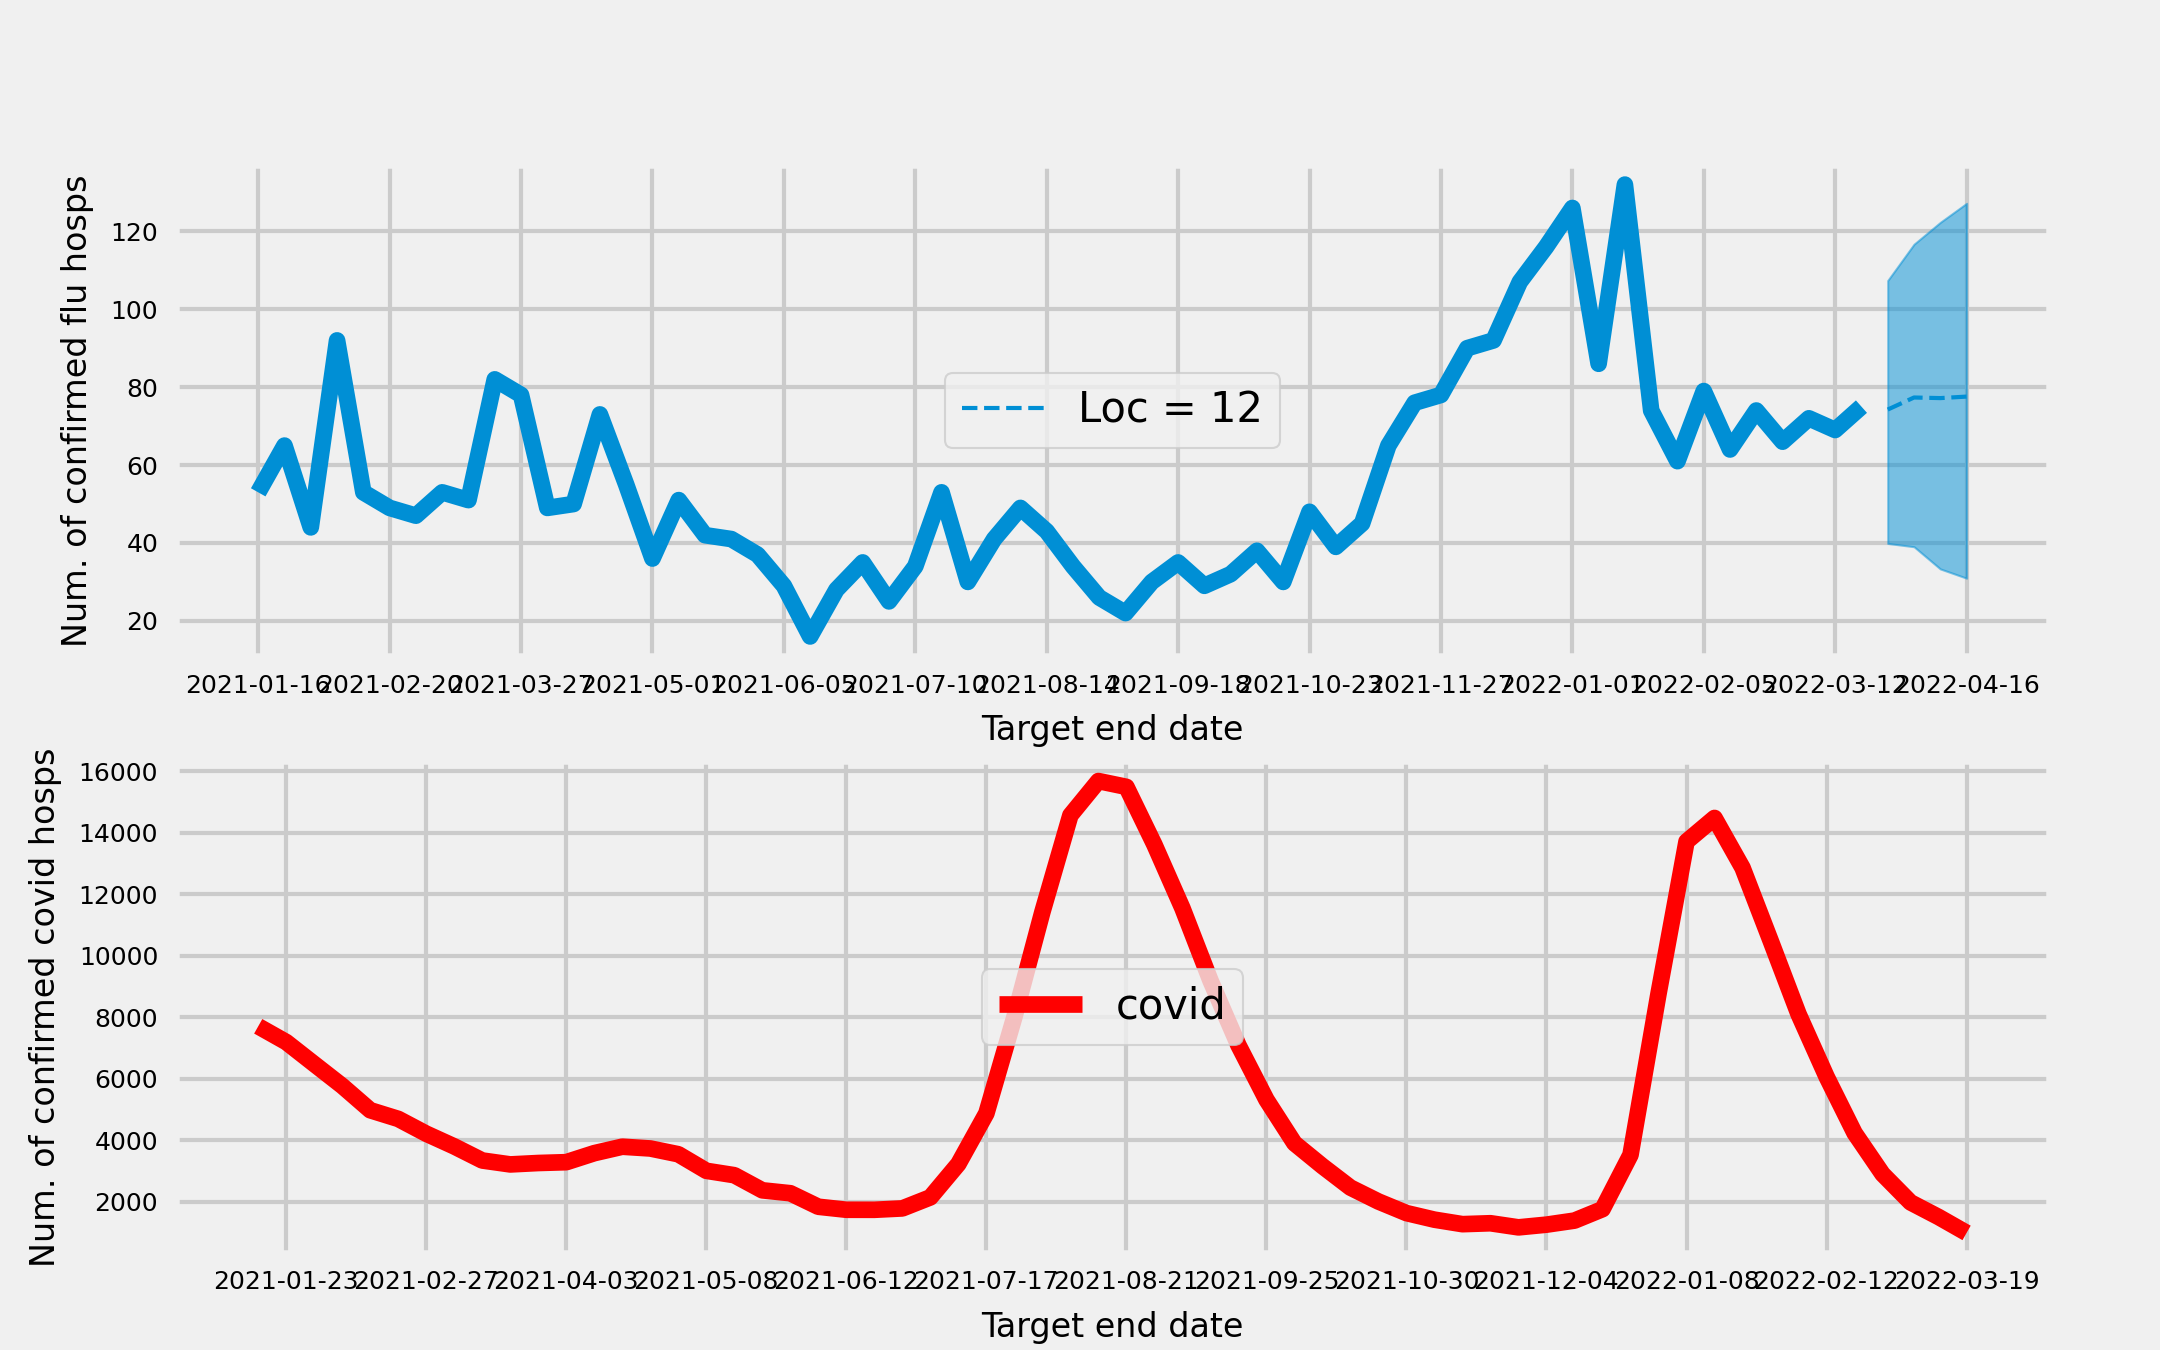 Num. of confirmed flu hosps
120
100
80
60
40
20
Loc = 12
2021-01-16 2021-02-20 2021-03-27 2021-05-01 2021-06-05 2021-07-10 2021-08-14 2021-09-18 2021-10-23 2021-11-27 2022-01-01 2022-02-05 2022-03-12 2022-04-16
Target end date
Num. of confirmed covid hosps
16000
14000
12000
10000
8000
6000
4000
2000
covid
2021-01-23 2021-02-27 2021-04-03 2021-05-08 2021-06-12 2021-07-17 2021-08-21 2021-09-25 2021-10-30 2021-12-04 2022-01-08 2022-02-12 2022-03-19
Target end date